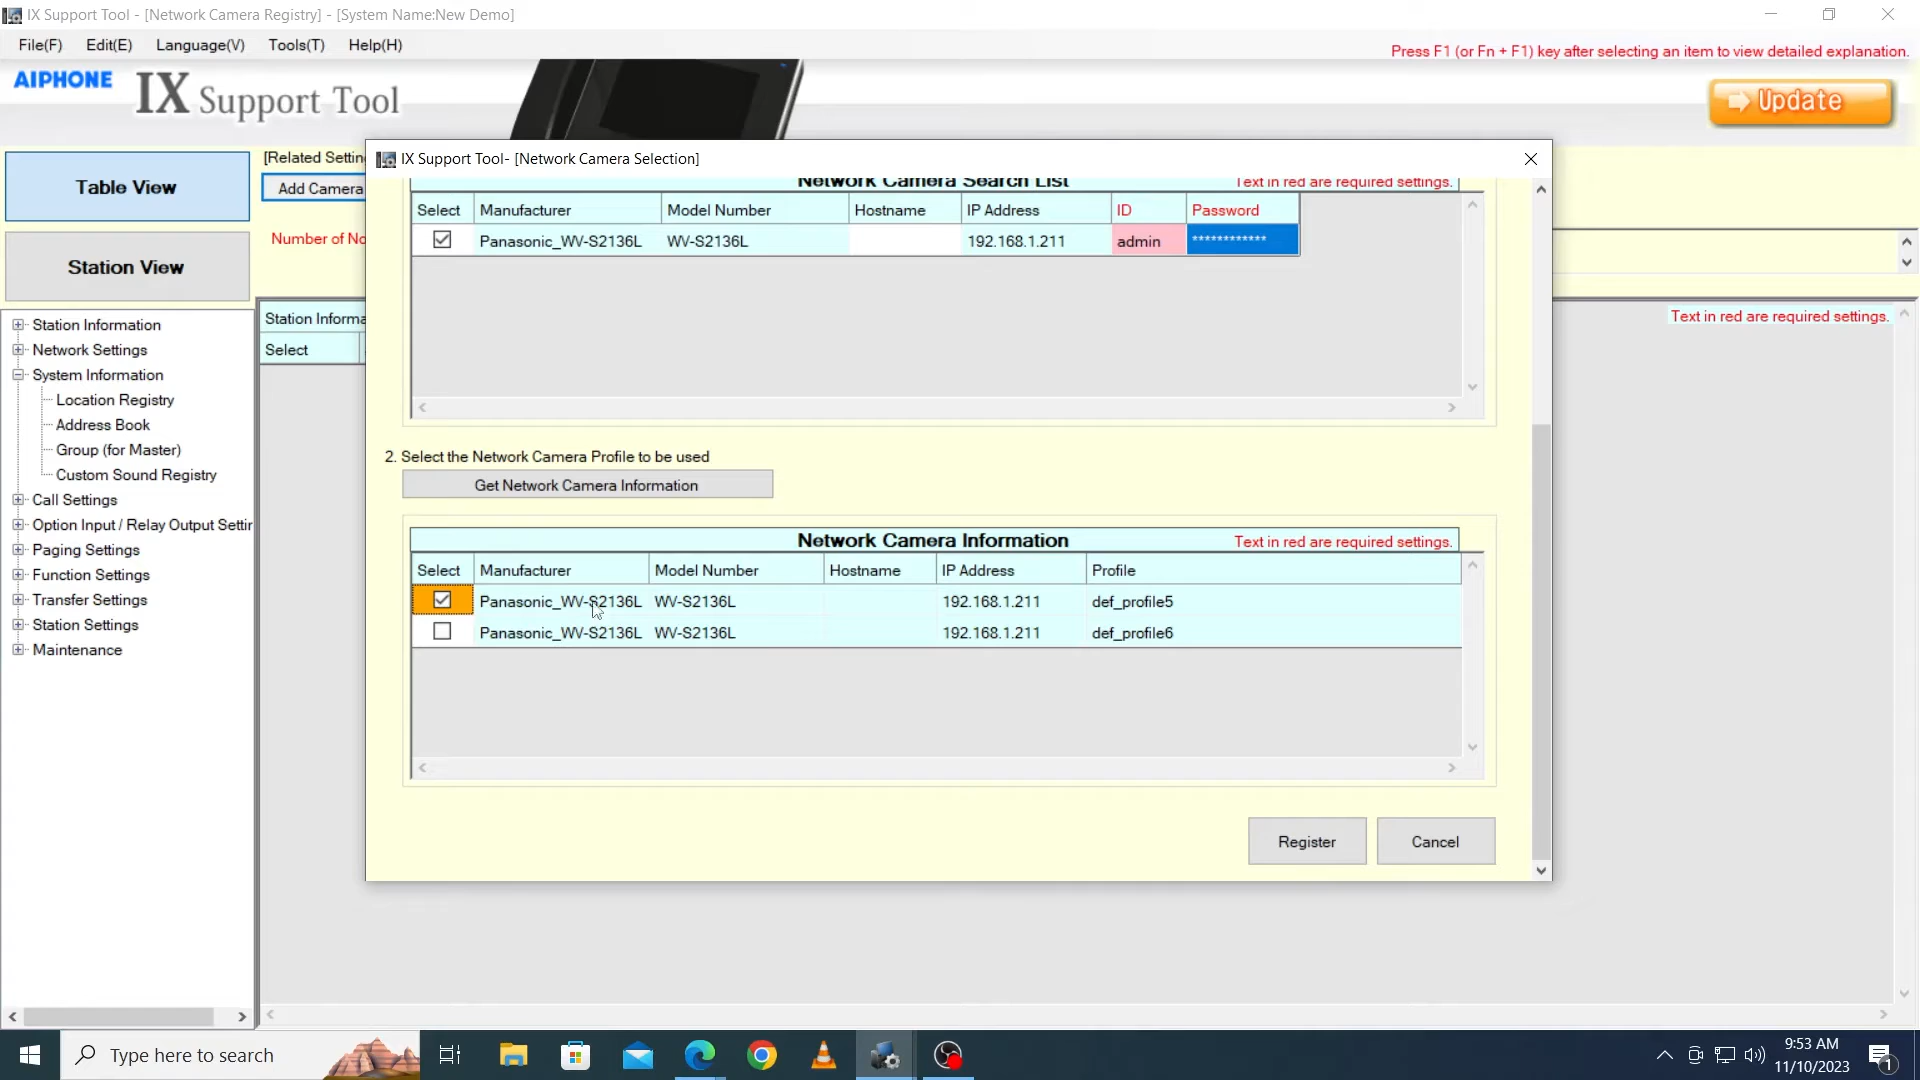 IX Support Tool - [Network Camera Registry] - [System Name:New Demo]
File(F) Edit(E) Language(V) Tools(T) Help(H)
Press F1 (or Fn + F1) key after selecting an item to view detailed explanation.
AIPHONE IX Support Tool
Update
Table View
[Related Settin
Add Camera
Station View
Number of No
Station Informa
Text in red are required settings.
Select
Station Information
Network Settings
System Information
Location Registry
Address Book
Group (for Master)
Custom Sound Registry
Call Settings
Option Input / Relay Output Settin
Paging Settings
Function Settings
Transfer Settings
Station Settings
Maintenance
IX Support Tool- [Network Camera Selection]
Network Camera Search List Text in red are required settings.
Select Manufacturer Model Number Hostname IP Address ID Password
Panasonic_WV-S2136L WV-S2136L 192.168.1.211 admin ************
2. Select the Network Camera Profile to be used
Get Network Camera Information
Network Camera Information Text in red are required settings.
Select Manufacturer Model Number Hostname IP Address Profile
Panasonic_WV-S2136L WV-S2136L 192.168.1.211 def_profile5
Panasonic_WV-S2136L WV-S2136L 192.168.1.211 def_profile6
Register Cancel
Type here to search
9:53 AM
11/10/2023
1